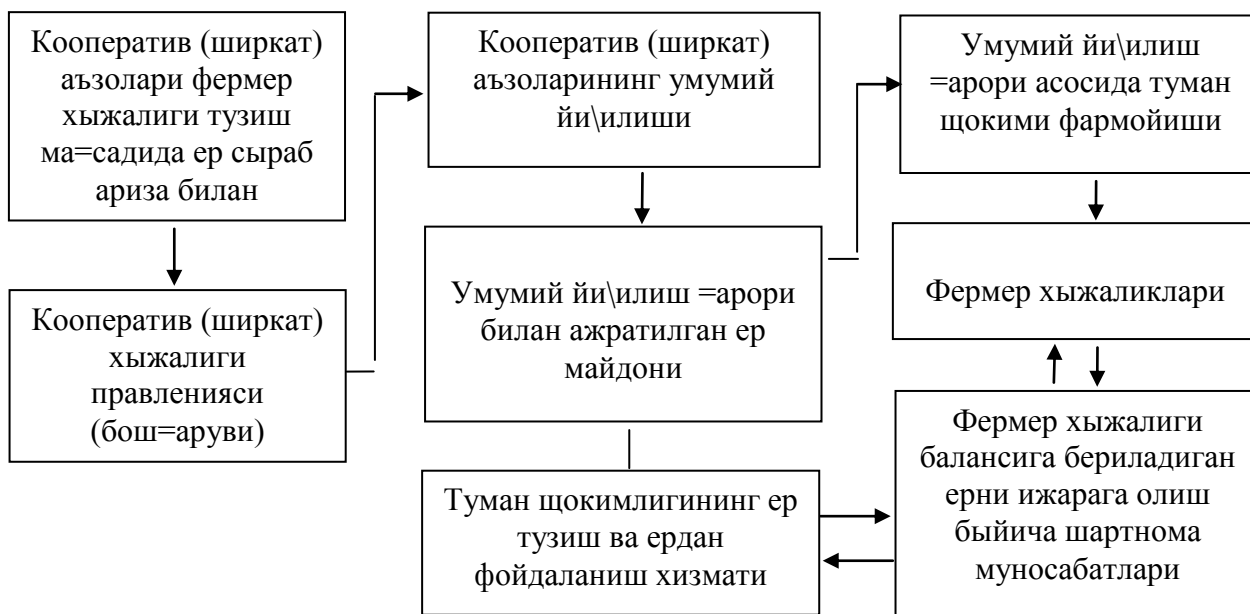 Кооператив (ширкат)
аъзолари фермер
хыжалиги тузиш
ма=садида ер сыраб
ариза билан
Кооператив (ширкат)
хыжалиги
правленияси
(бош=аруви)
Кооператив (ширкат)
аъзоларининг умумий
йи\илиши
Умумий йи\илиш =арори
билан ажратилган ер
майдони
Туман щокимлигининг ер
тузиш ва ердан
фойдаланиш хизмати
Умумий йи\илиш
=арори асосида туман
щокими фармойиши
Фермер хыжаликлари
Фермер хыжалиги
балансига бериладиган
ерни ижарага олиш
быйича шартнома
муносабатлари